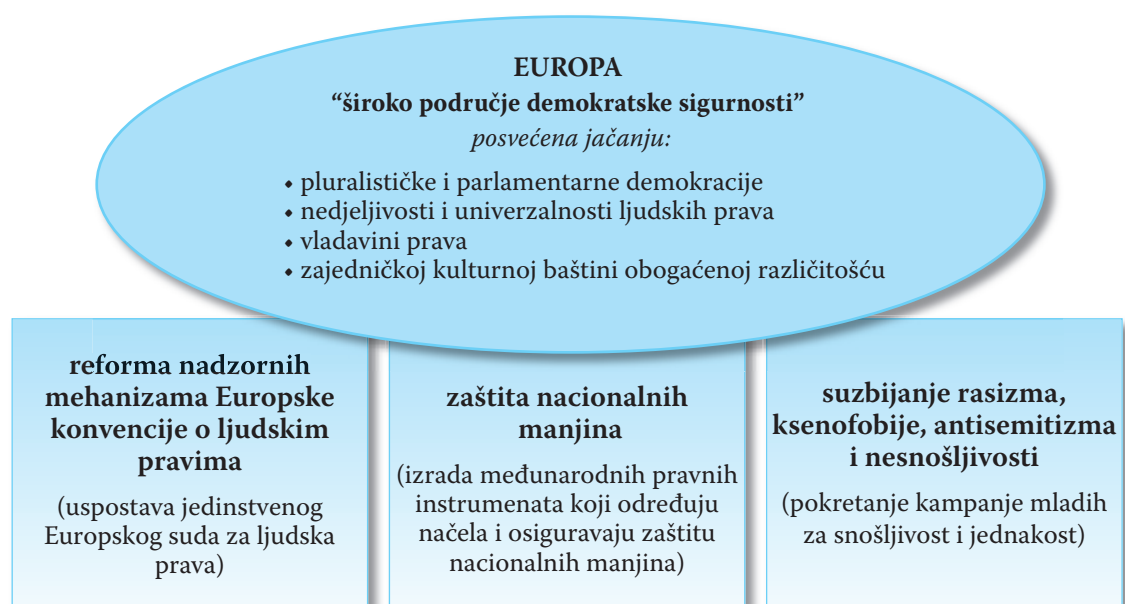 EUROPA
“široko područje demokratske sigurnosti”
posvećena jačanju:
• pluralističke i parlamentarne demokracije
• nedjeljivosti i univerzalnosti ljudskih prava
• vladavini prava
• zajedničkoj kulturnoj baštini obogaćenoj različitošću
reforma nadzornih
mehanizama Europske
konvencije o ljudskim
pravima
(uspostava jedinstvenog
Europskog suda za ljudska
prava)
zaštita nacionalnih
manjina
(izrada međunarodnih pravnih
instrumenata koji određuju
načela i osiguravaju zaštitu
nacionalnih manjina)
suzbijanje rasizma,
ksenofobije, antisemitizma
i nesnošljivosti
(pokretanje kampanje mladih
za snošljivost i jednakost)